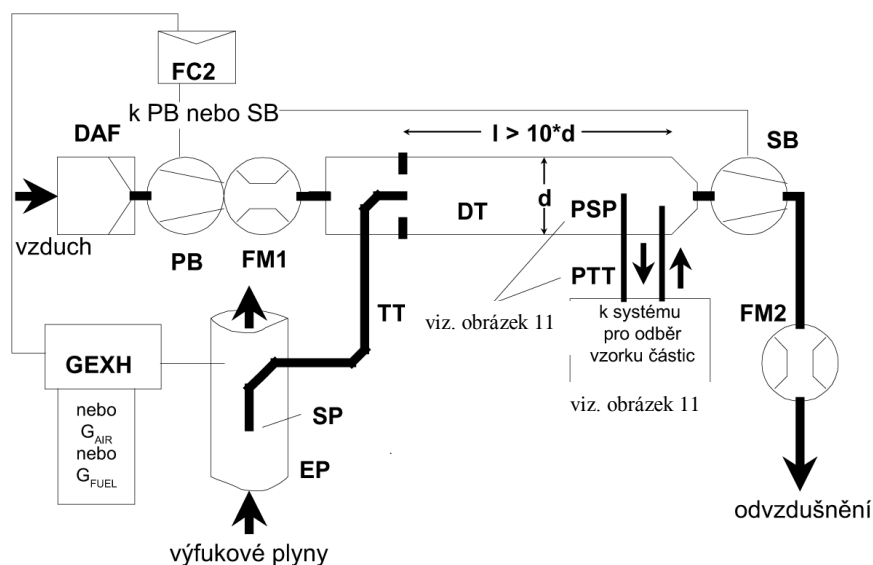 FC2
k PB nebo SB
DAF
l > 10*d
SB
d
DT
PSP
vzduch
PB
FM1
PTT
TT
viz. obrázek 11
k systému
pro odběr
vzorku částic
FM2
GEXH
viz. obrázek 11
nebo
G_AIR
nebo
G_FUEL
SP
EP
odvzdušnění
výfukové plyny